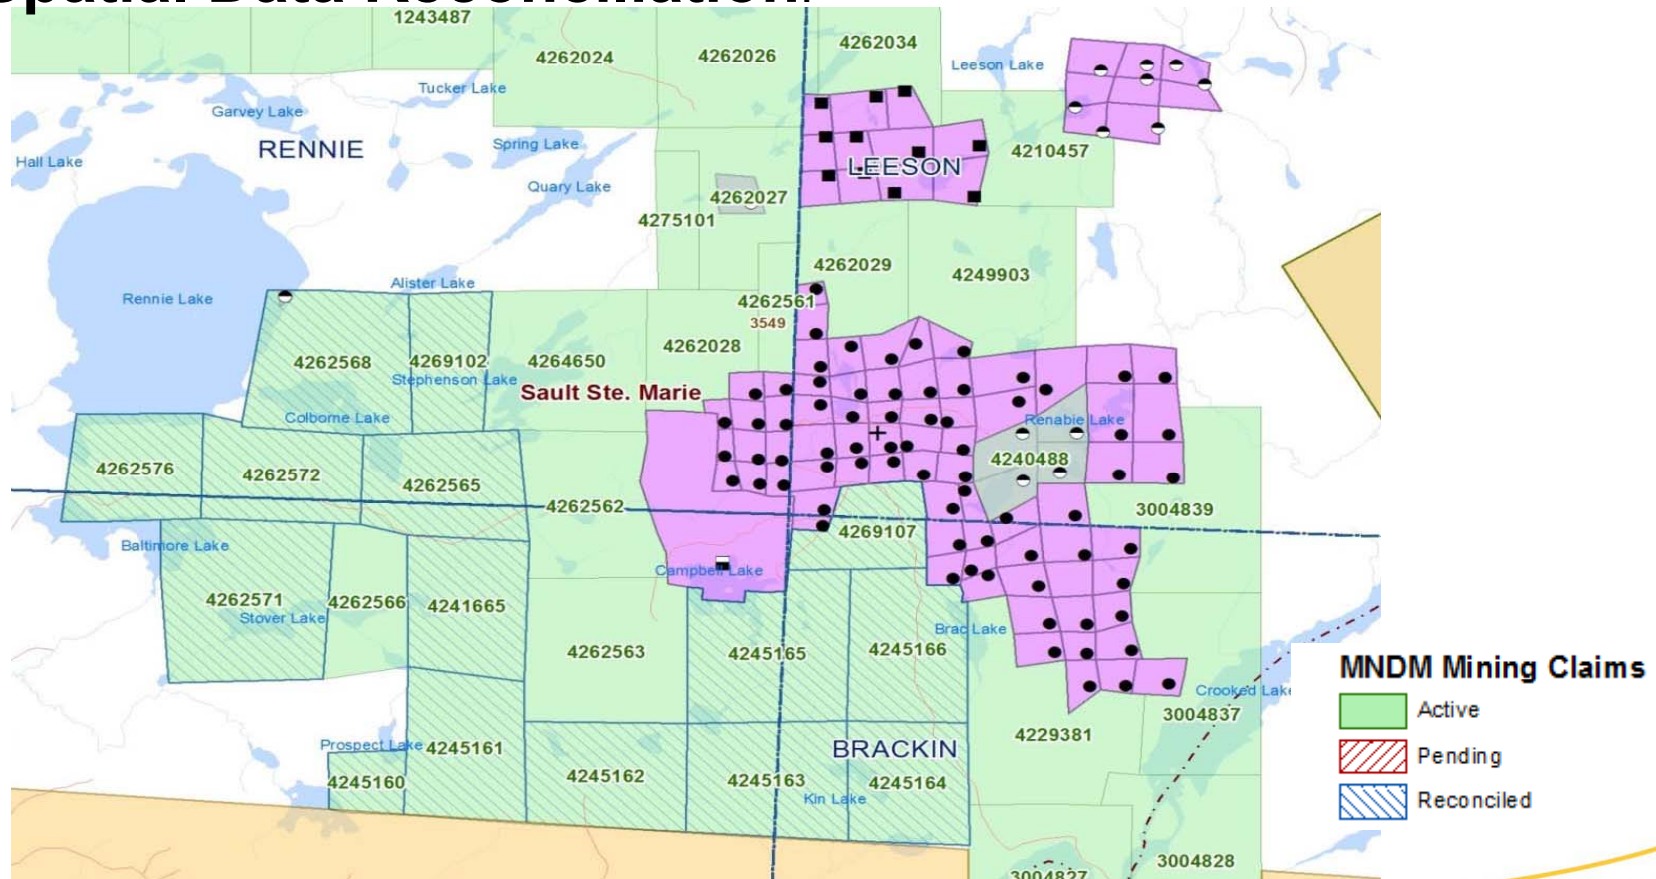 Spatial Data Reconciliation
1243487
4262024
4262026
4262034
Leeson Lake
Tucker Lake
Garvey Lake
RENNIE
Spring Lake
Hall Lake
LEESON
4210457
Quary Lake
4262027
4275101
4262029
4249903
Alister Lake
Rennie Lake
4262561
3549
4262028
4262568
4269102
4264650
Stephenson Lake
Sault Ste. Marie
Colborne Lake
Renabie Lake
4262576
4262572
4262565
4240488
4262562
3004839
4269107
Baltimore Lake
Campbell Lake
4262571
4262566
4241665
Stover Lake
Brac Lake
4262563
4245165
4245166
MNDM Mining Claims
Crooked Lake
Active
3004837
4229381
Prospect Lake
4245161
BRACKIN
Pending
4245160
4245162
4245163
4245164
Kin Lake
Reconciled
3004828
3004827